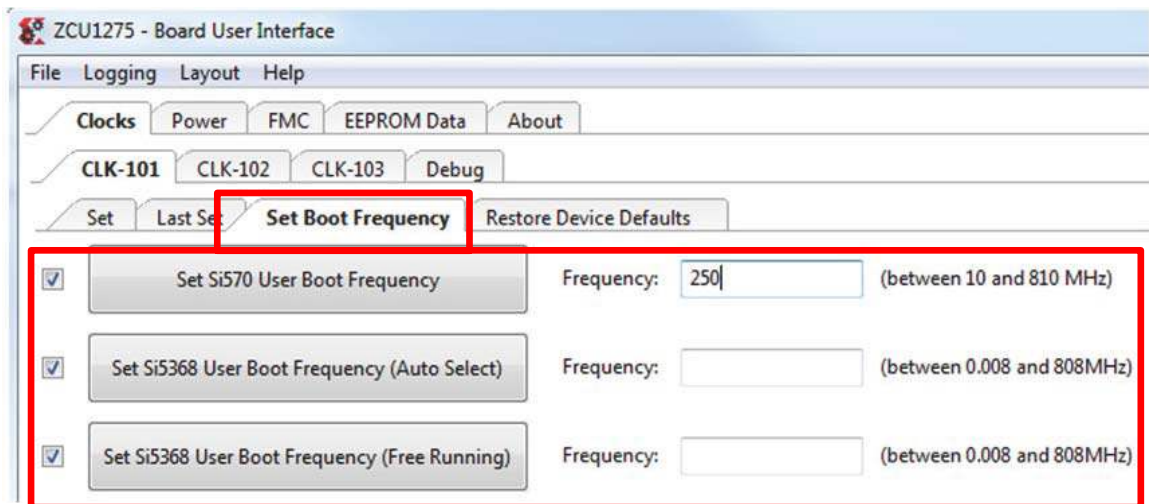 ZCU1275 - Board User Interface
File Logging Layout Help
Clocks Power FMC EEPROM Data About
CLK-101 CLK-102 CLK-103 Debug
Set Last Set Set Boot Frequency Restore Device Defaults
Set Si570 User Boot Frequency Frequency: 250 (between 10 and 810 MHz)
Set Si5368 User Boot Frequency (Auto Select) Frequency: (between 0.008 and 808MHz)
Set Si5368 User Boot Frequency (Free Running) Frequency: (between 0.008 and 808MHz)